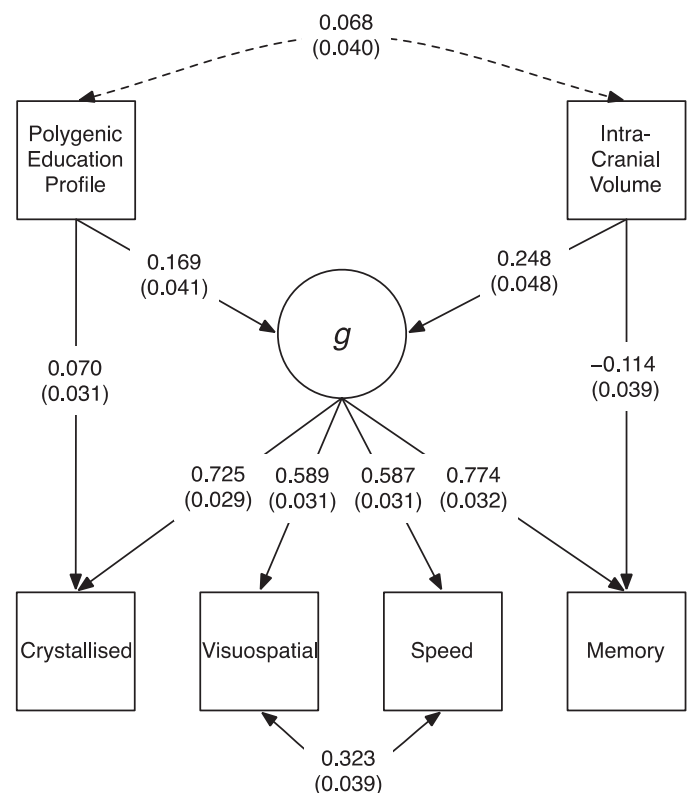 0.068
(0.040)
Polygenic
Education
Profile
Intra-
Cranial
Volume
0.169
(0.041)
0.248
(0.048)
g
0.070
(0.031)
−0.114
(0.039)
0.725
(0.029)
0.589
(0.031)
0.587
(0.031)
0.774
(0.032)
Crystallised
Visuospatial
Speed
Memory
0.323
(0.039)